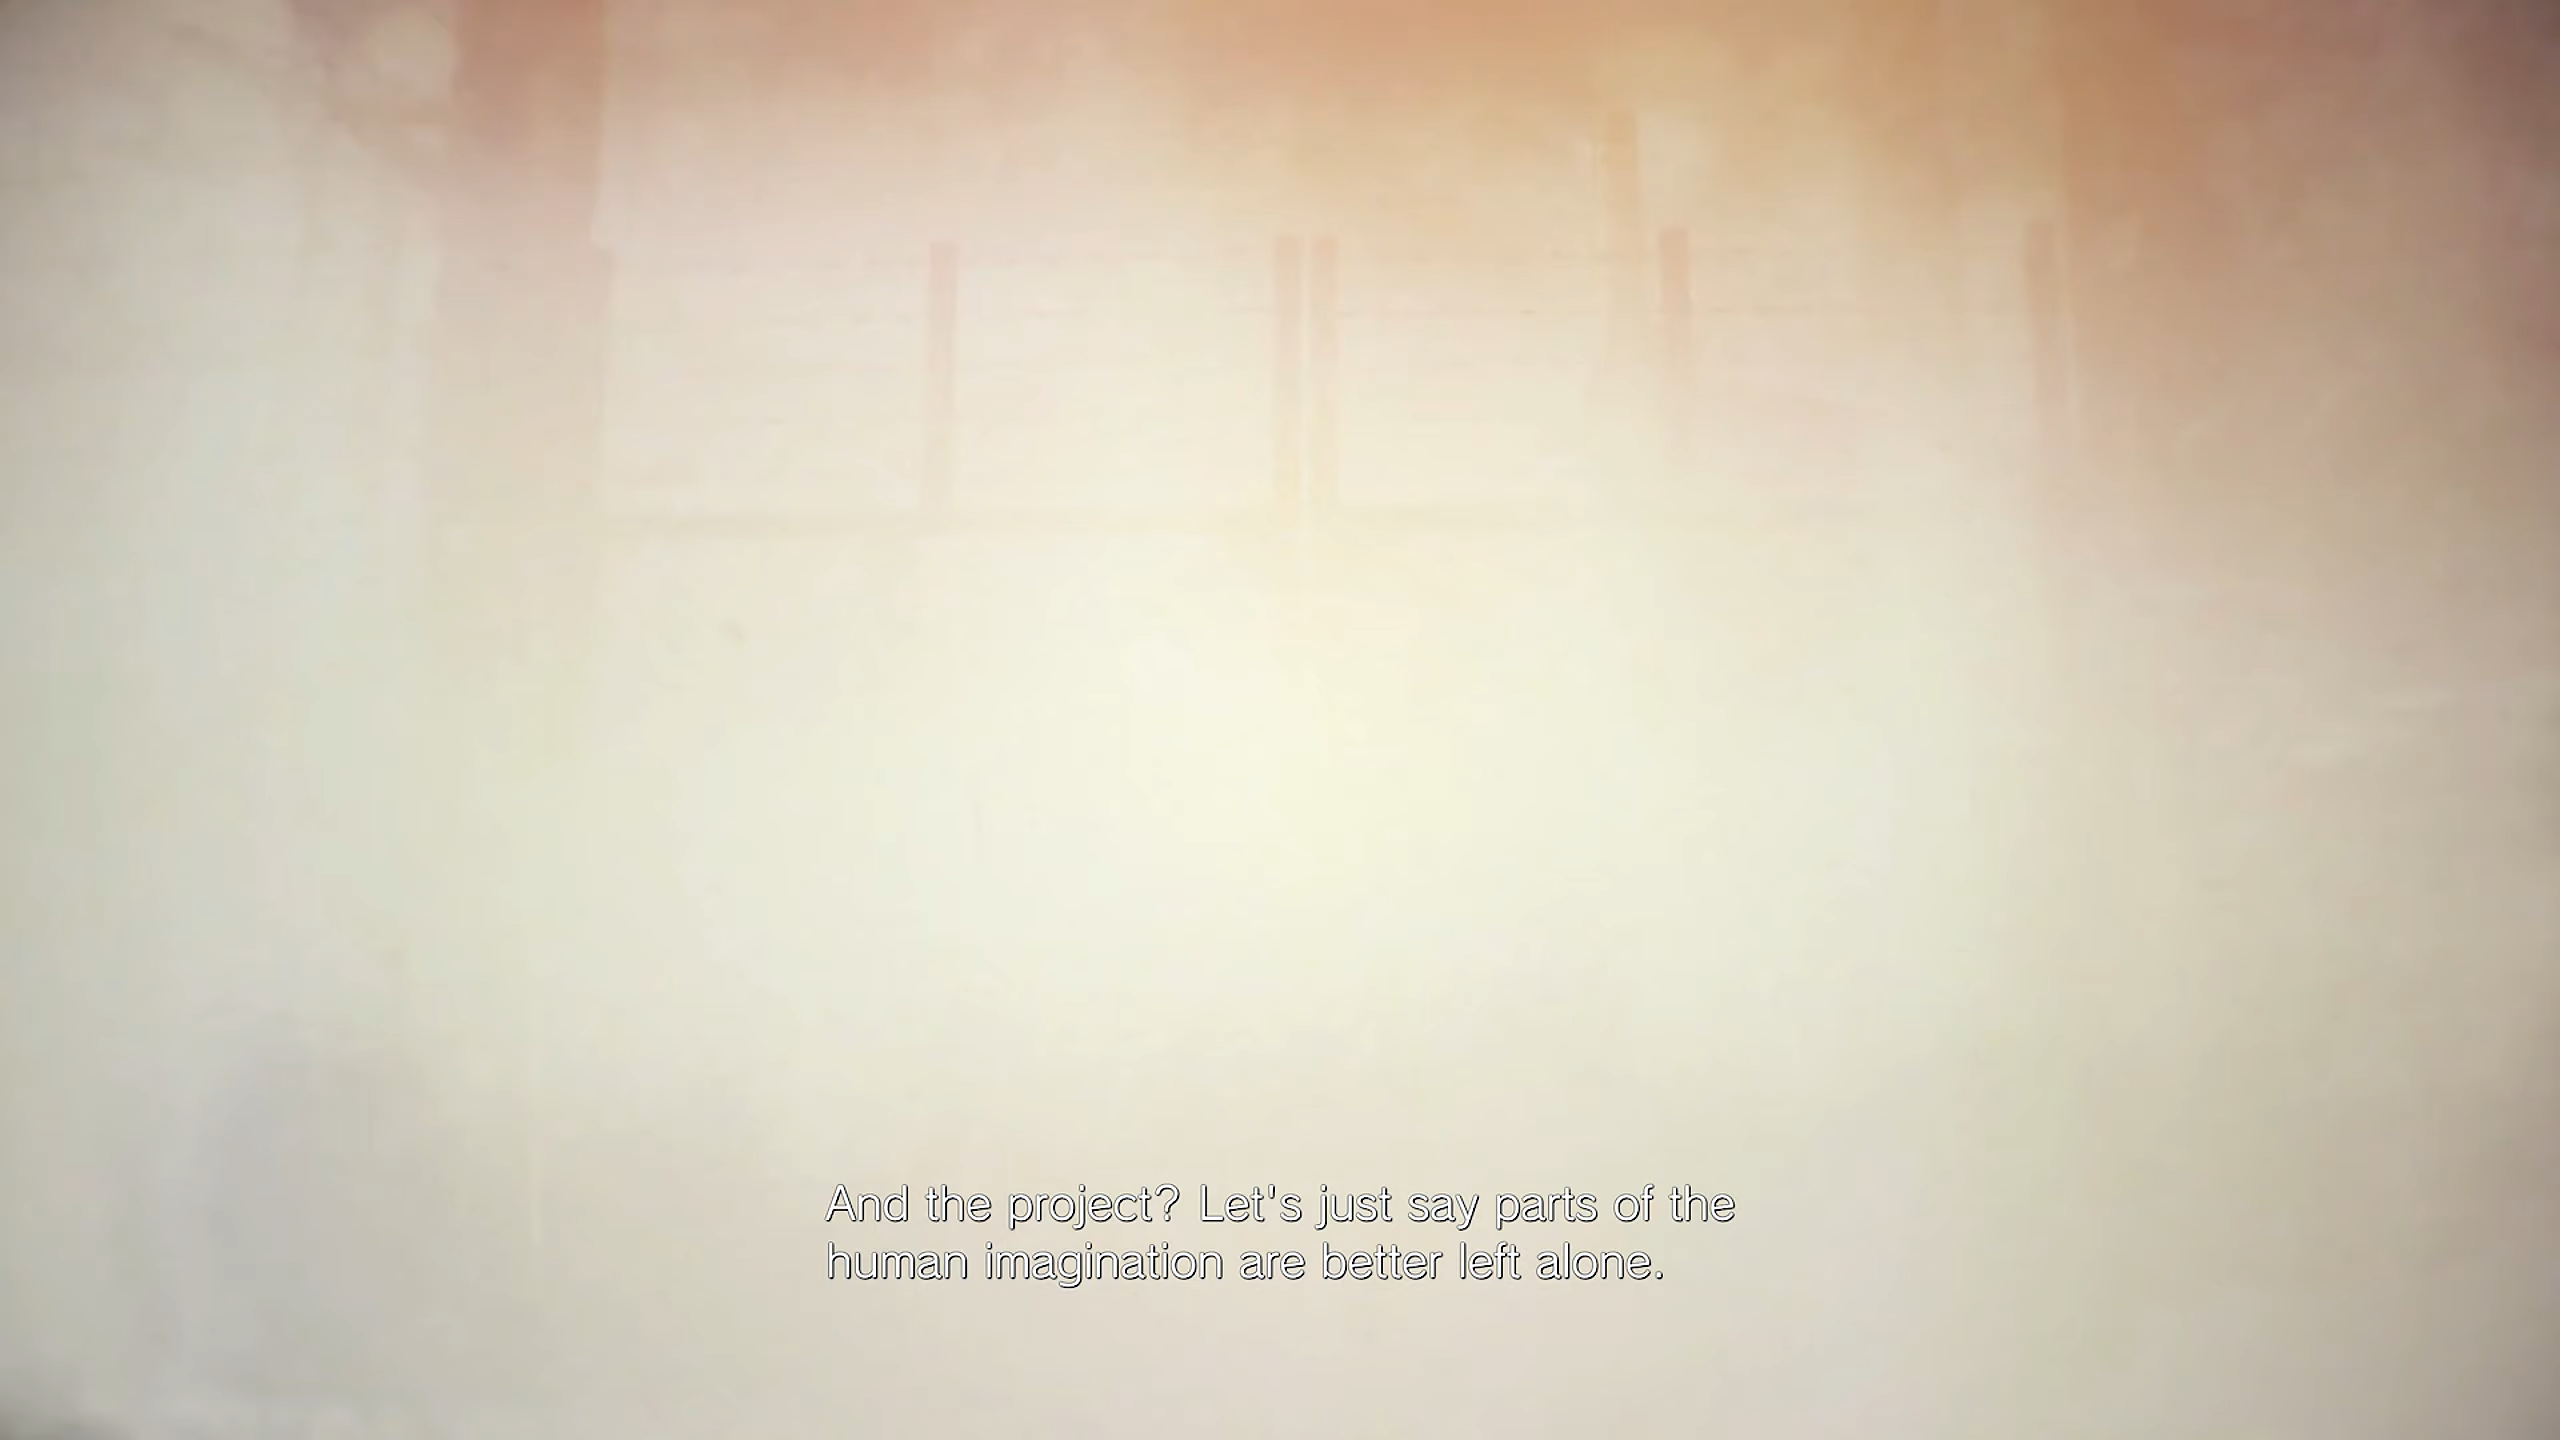 And the project? Let's just say parts of the
human imagination are better left alone.